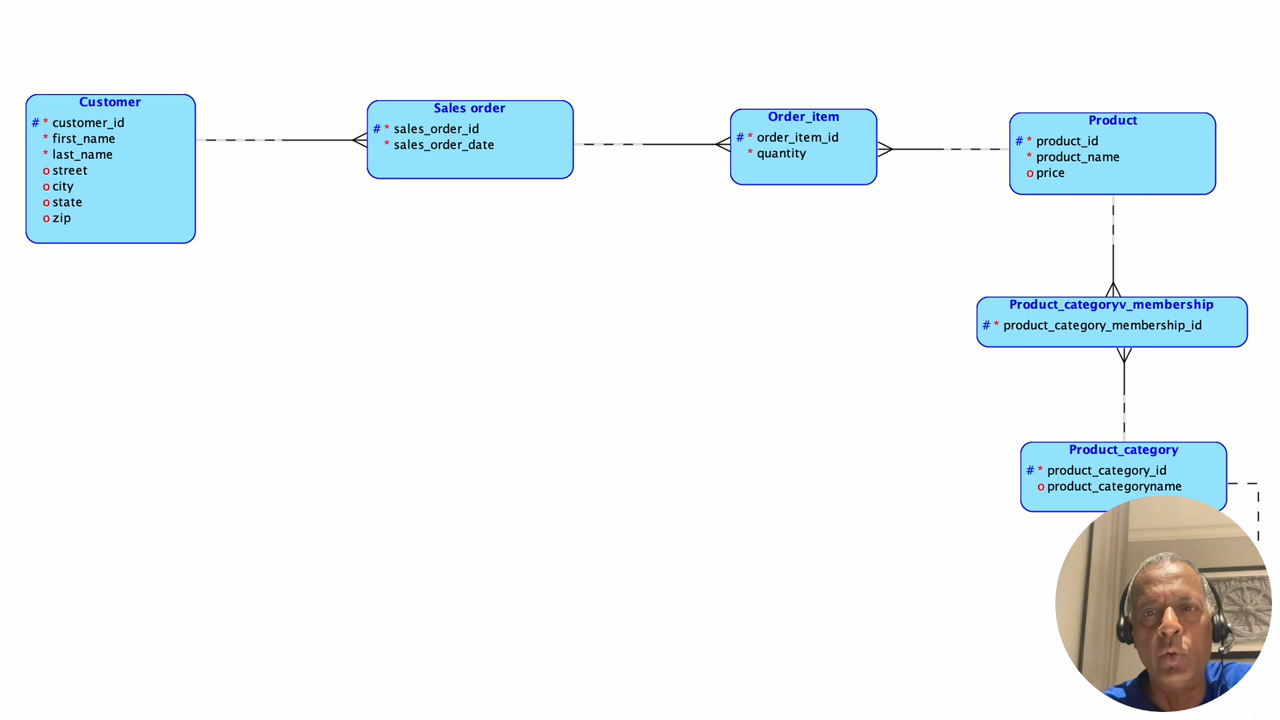 Customer
# * customer_id
* first_name
* last_name
o street
o city
o state
o zip
Sales order
# * sales_order_id
* sales_order_date
Order_item
# * order_item_id
* quantity
Product
# * product_id
* product_name
o price
Product_categoryv_membership
# * product_category_membership_id
Product_category
# * product_category_id
o product_categoryname